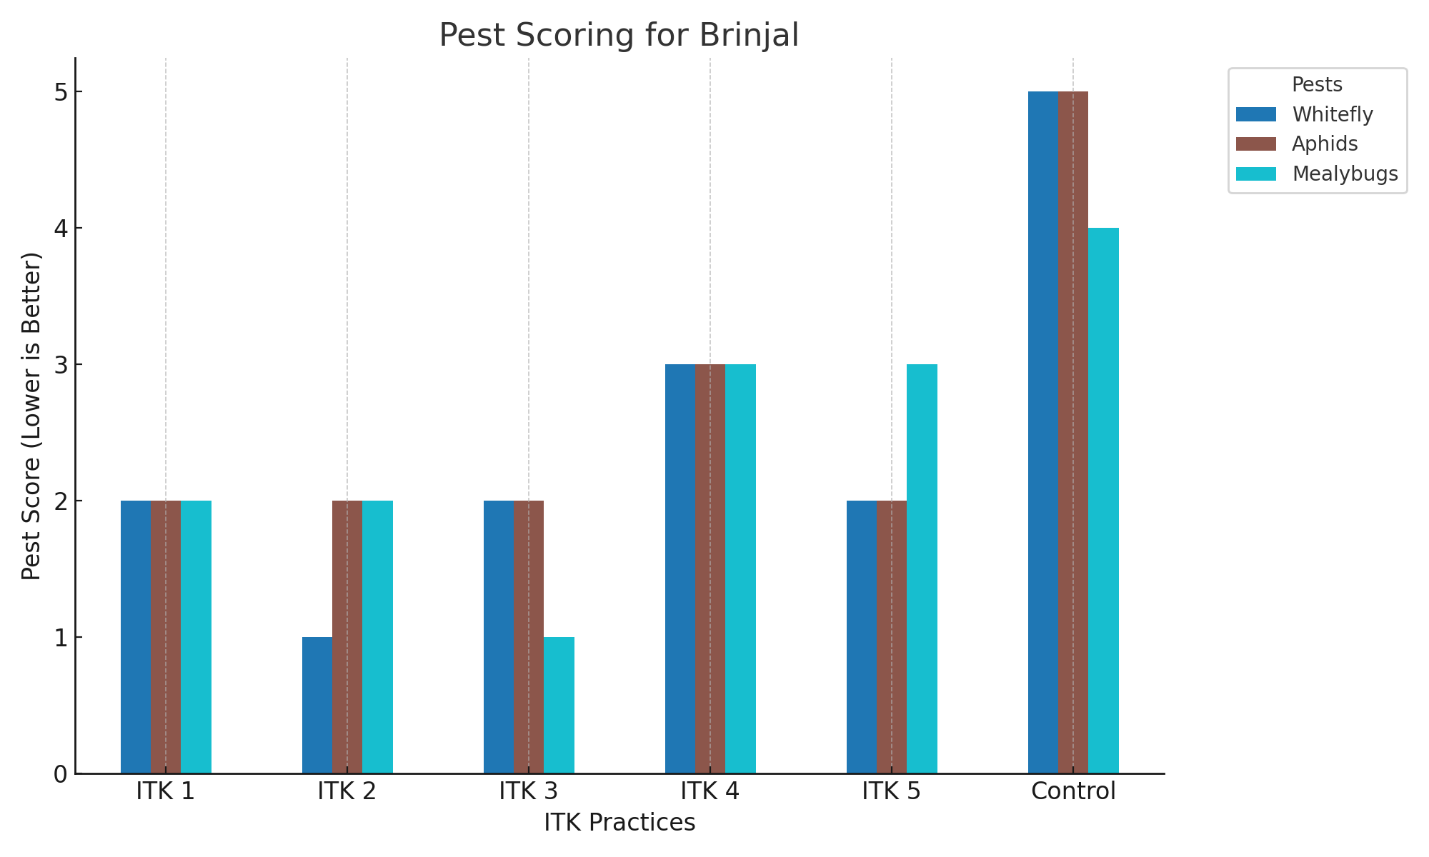 Pest Scoring for Brinjal
Pest Score (Lower is Better)
5
4
3
2
1
0
ITK 1
ITK 2
ITK 3
ITK 4
ITK 5
Control
ITK Practices
Pests
Whitefly
Aphids
Mealybugs